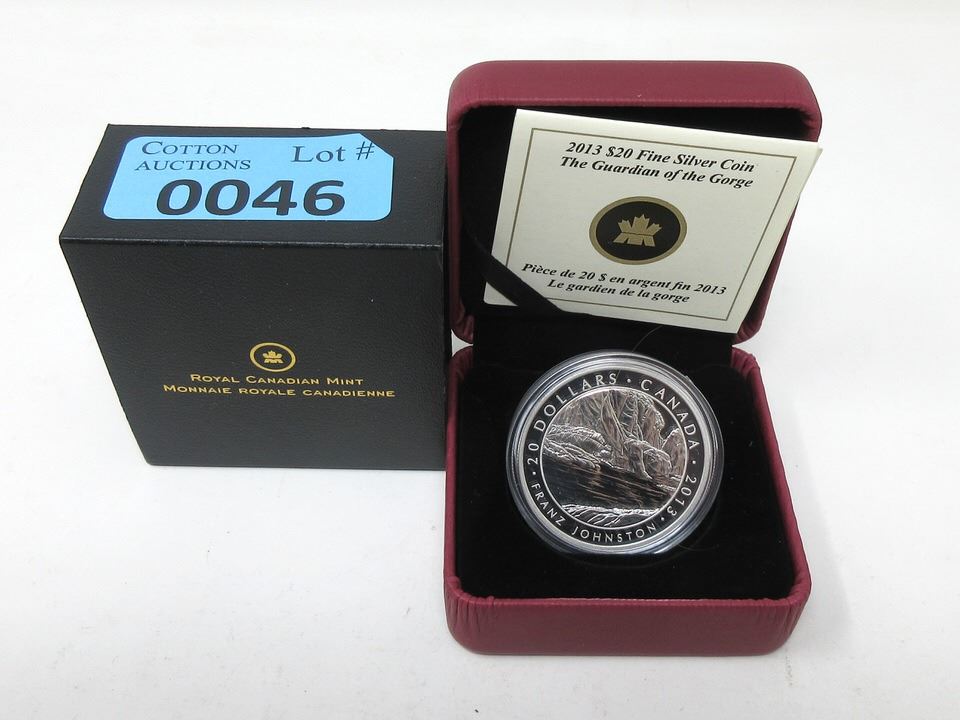 COTTON
AUCTIONS
Lot #
0046
ROYAL CANADIAN MINT
MONNAIE ROYALE CANADIENNE
2013 $20 Fine Silver Coin
The Guardian of the Gorge
Pièce de 20 $ en argent fin 2013
Le gardien de la gorge
20 DOLLARS · CANADA · 2013 ·
FRANZ JOHNSTON ·